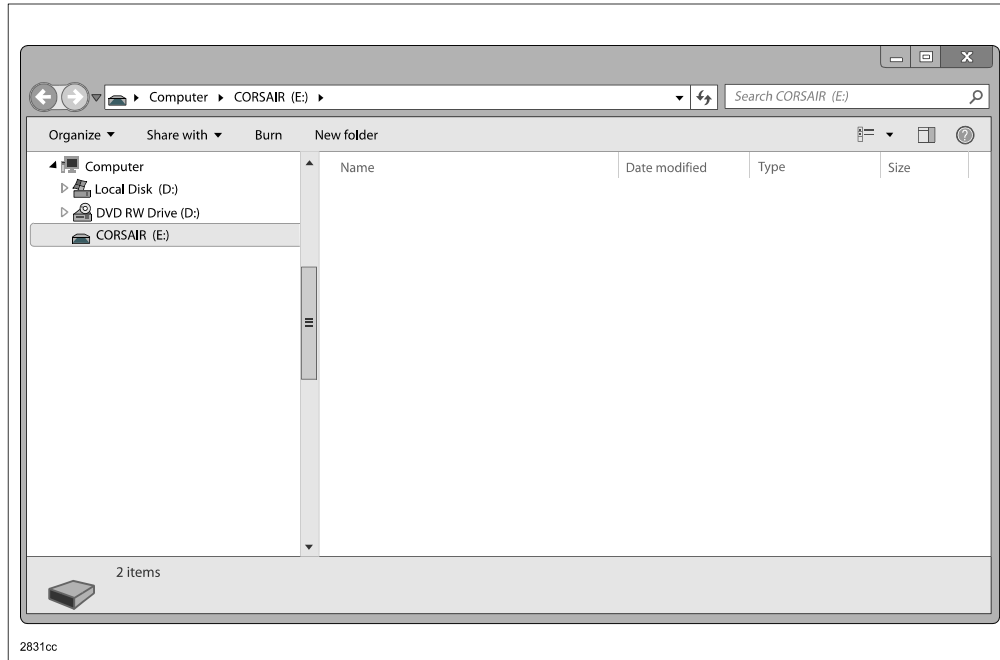 Computer CORSAIR (E:)
Search CORSAIR (E:)
Organize Share with Burn New folder
Name Date modified Type Size
Computer
Local Disk (D:)
DVD RW Drive (D:)
CORSAIR (E:)
2 items
2831cc